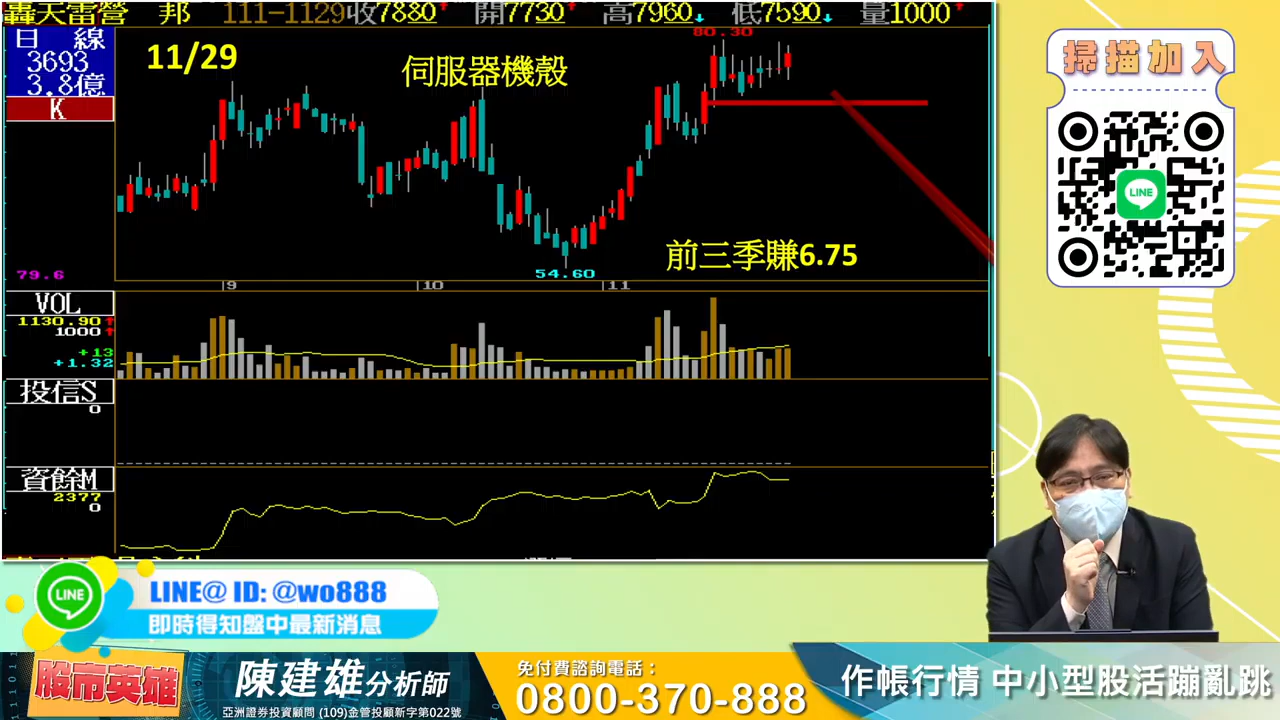 轟天雷營 邦 111-1129收7880↑ 開7730↑ 高7960↓ 低7590↓ 量1000↑
日 線
3693
3.8億
K
11/29
伺服器機殼
80.30
前三季賺6.75
54.60
79.6
9 10 11
VOL
1130.90↑
1000↑
+13
+1.32
投信S
0
資餘M
2377
0
掃描加入
LINE
LINE
LINE@ ID: @wo888
即時得知盤中最新消息
股市英雄
陳建雄分析師
亞洲證券投資顧問 (109)金管投顧新字第022號
免付費諮詢電話：
0800-370-888
作帳行情 中小型股活蹦亂跳